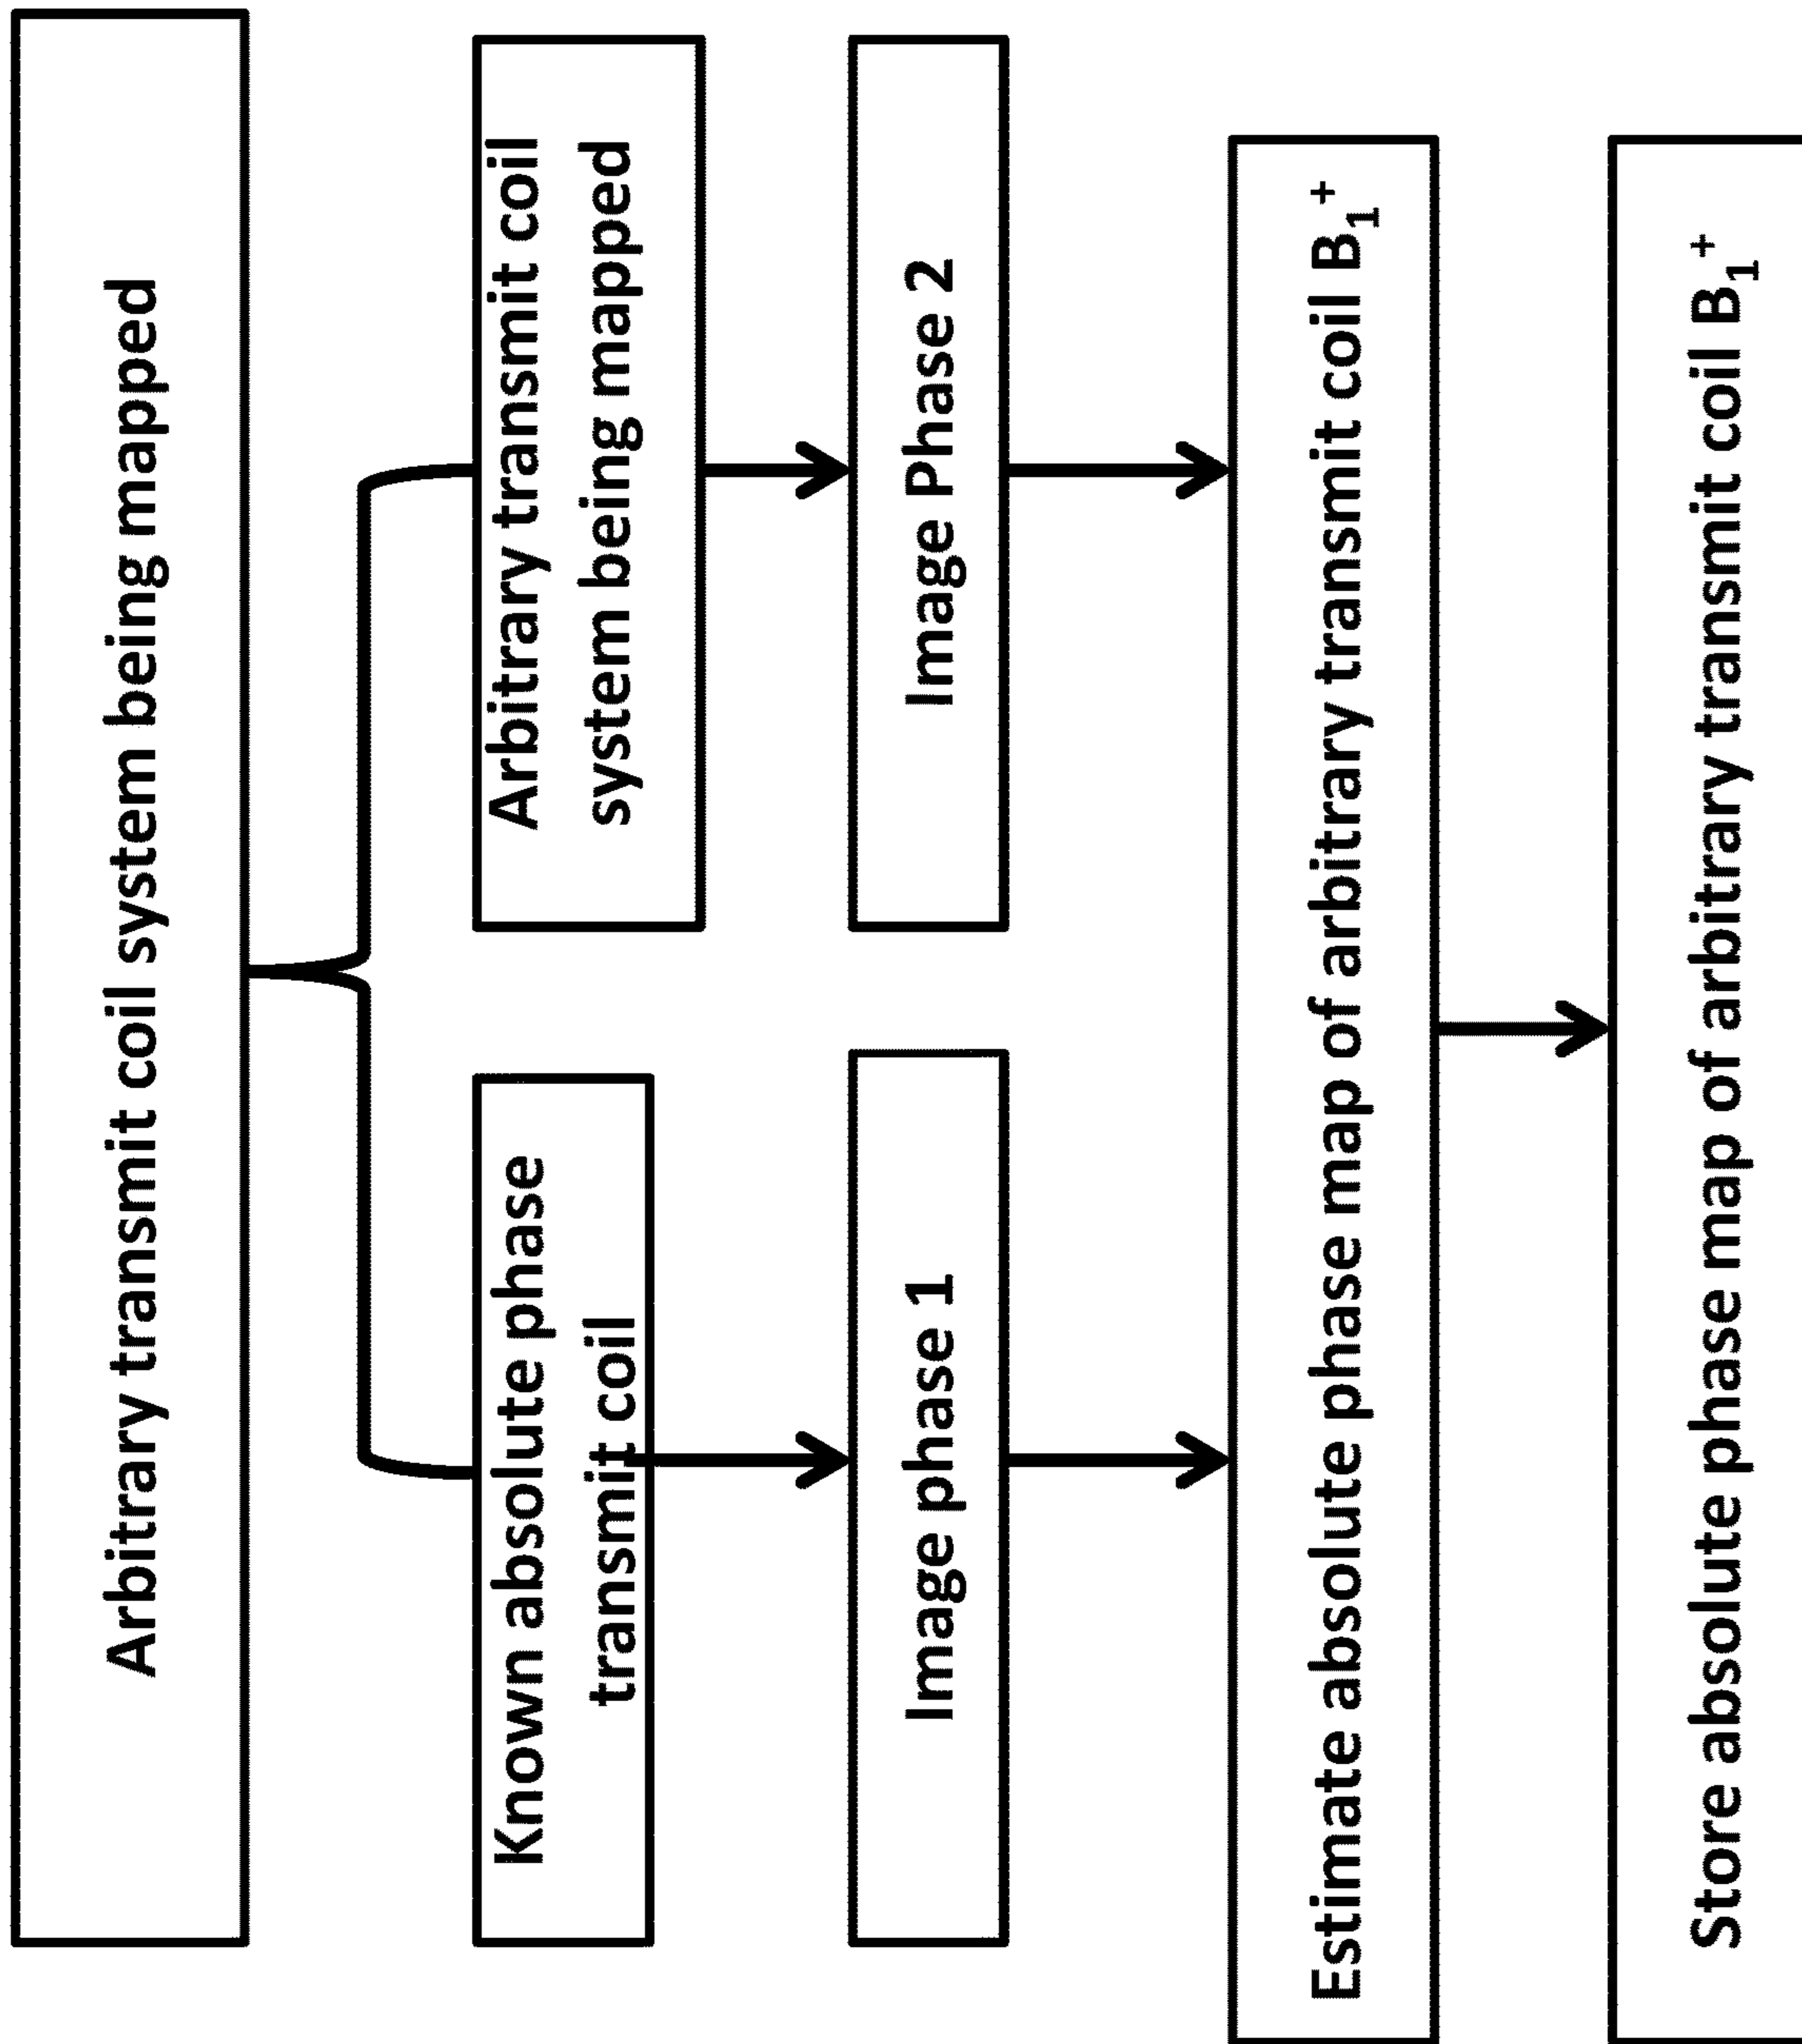 Arbitrary transmit coil system being mapped
Known absolute phase
transmit coil
Arbitrary transmit coil
system being mapped
Image phase 1
Image Phase 2
Estimate absolute phase map of arbitrary transmit coil B₁⁺
Store absolute phase map of arbitrary transmit coil B₁⁺